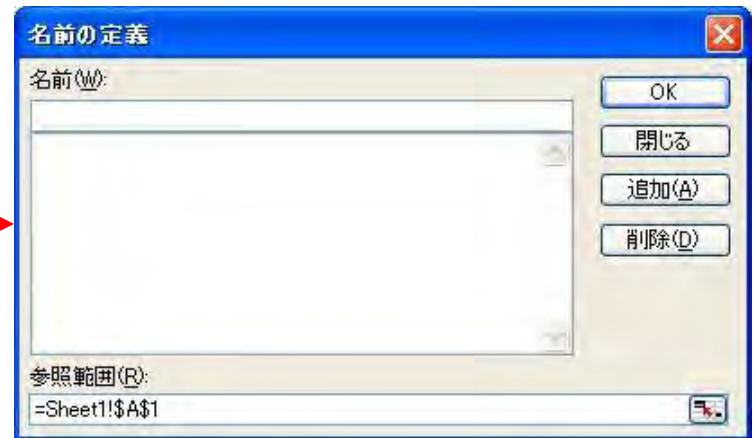 名前の定義
名前(W):
OK
閉じる
追加(A)
削除(D)
参照範囲(R):
=Sheet1!$A$1